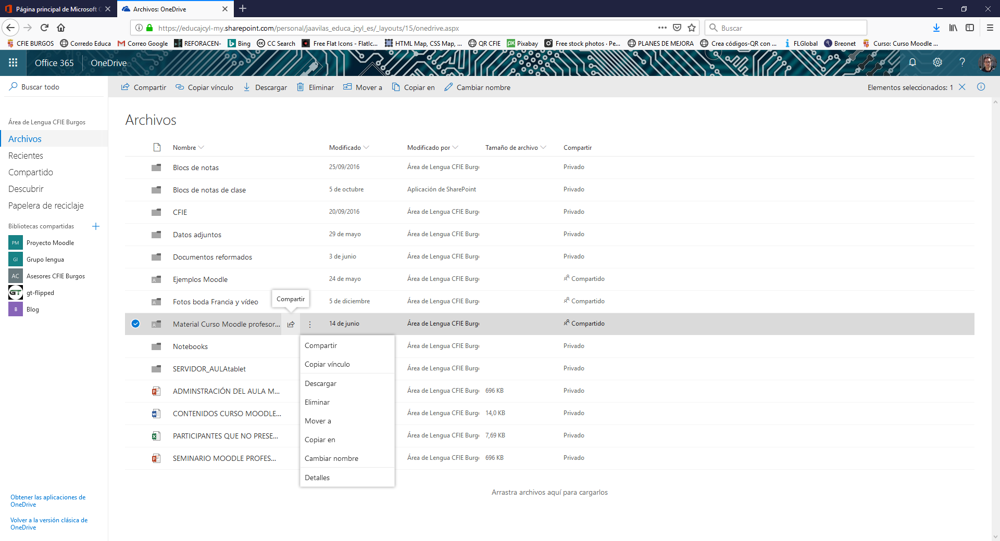 Página principal de Microsoft
Archivos: OneDrive
https://educajcyl-my.sharepoint.com/personal/jaavilas_educa_jcyl_es/_layouts/15/onedrive.aspx
Buscar
CFIE BURGOS
Corredo Educa
Correo Google
REFORACEN-
Bing
CC Search
Free Flat Icons - Flatic...
HTML Map, CSS Map, ...
QR CFIE
Pixabay
Free stock photos · Pe...
PLANES DE MEJORA
Crea códigos-QR con ...
FLGlobal
Breonet
Curso: Curso Moodle ...
Office 365
OneDrive
Buscar todo
Compartir
Copiar vínculo
Descargar
Eliminar
Mover a
Copiar en
Cambiar nombre
Elementos seleccionados: 1
Área de Lengua CFIE Burgos
Archivos
Recientes
Compartido
Descubrir
Papelera de reciclaje
Bibliotecas compartidas
PM Proyecto Moodle
GI Grupo lengua
AC Asesores CFIE Burgos
GT gt-flipped
B Blog
Obtener las aplicaciones de
OneDrive
Volver a la versión clásica de
OneDrive
Archivos
Nombre Modificado Modificado por Tamaño de archivo Compartir
Blocs de notas 25/09/2016 Área de Lengua CFIE Burg Privado
Blocs de notas de clase 5 de octubre Aplicación de SharePoint Privado
CFIE 20/09/2016 Área de Lengua CFIE Burg Privado
Datos adjuntos 29 de mayo Área de Lengua CFIE Burg Privado
Documentos reformados 3 de junio Área de Lengua CFIE Burg Privado
Ejemplos Moodle 24 de mayo Área de Lengua CFIE Burg Compartido
Compartir
Fotos boda Francia y vídeo 5 de diciembre Área de Lengua CFIE Burg Compartido
Material Curso Moodle profesor... 14 de junio Área de Lengua CFIE Burg Compartido
Notebooks Área de Lengua CFIE Burg Privado
SERVIDOR_AULAtablet Área de Lengua CFIE Burg Privado
ADMINSTRACIÓN DEL AULA M... Área de Lengua CFIE Burg 696 KB Privado
CONTENIDOS CURSO MOODLE... Área de Lengua CFIE Burg 14,0 KB Privado
PARTICIPANTES QUE NO PRESE... Área de Lengua CFIE Burg 7,69 KB Privado
SEMINARIO MOODLE PROFES... Área de Lengua CFIE Burg 696 KB Privado
Compartir
Copiar vínculo
Descargar
Eliminar
Mover a
Copiar en
Cambiar nombre
Detalles
Arrastra archivos aquí para cargarlos